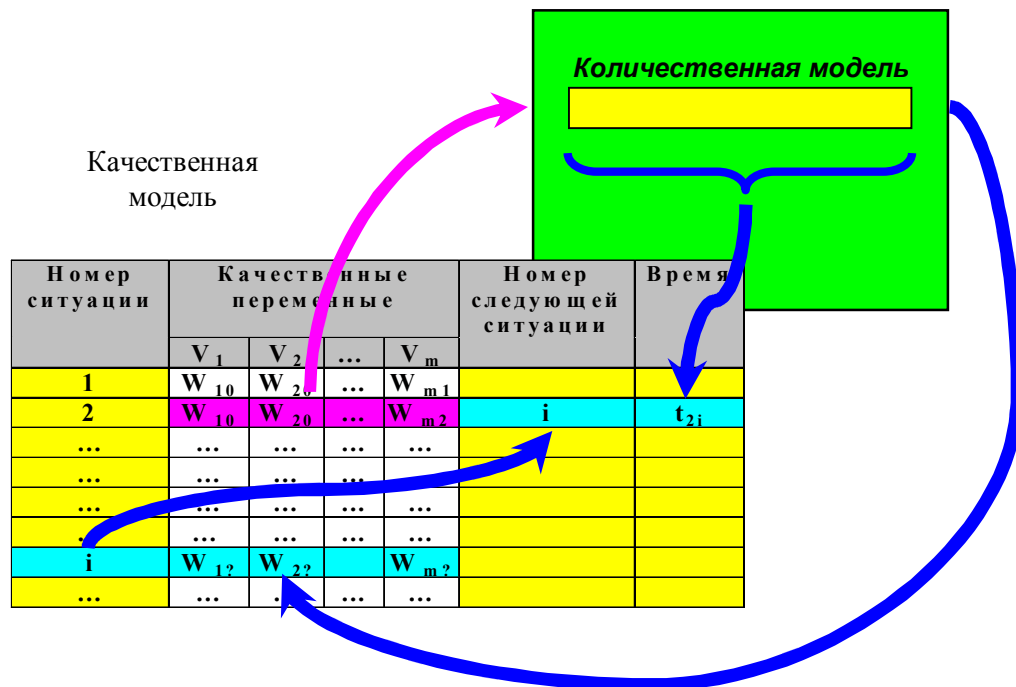 Количественная модель
Качественная
модель
Номер ситуации Качественные переменные Номер следующей ситуации Время
V 1 V 2 ... V m
1 W 10 W 20 ... W m1
2 W 10 W 20 ... W m2 i t 2i
... ... ... ... ...
... ... ... ... ...
... ... ... ... ...
... ... ... ... ...
i W 1? W 2? W m?
... ... ... ... ...